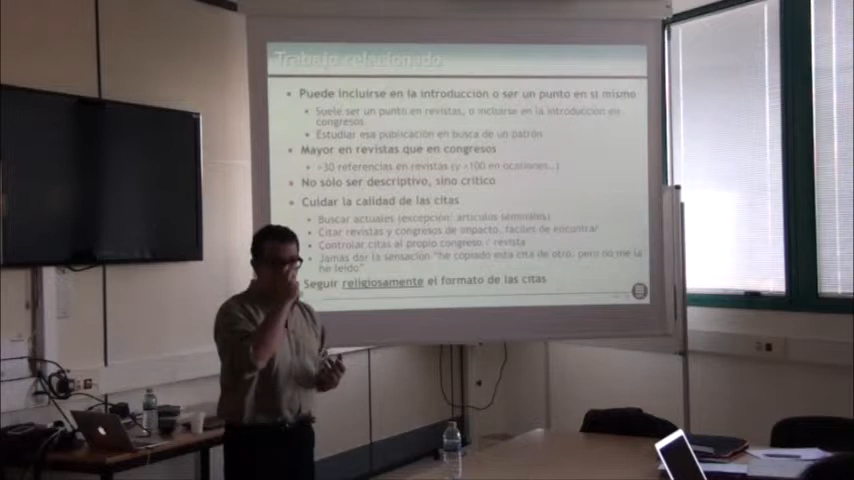 Trabajo relacionado
• Puede incluirse en la introducción o ser un punto en sí mismo
• Suele ser un punto en revistas, o incluirse en la introducción en
congresos
• Estudiar esa publicación en busca de un patrón
• Mayor en revistas que en congresos
• >30 referencias en revistas (y >100 en ocasiones…)
• No sólo ser descriptivo, sino crítico
• Cuidar la calidad de las citas
• Buscar actuales (excepción: artículos seminales)
• Citar revistas y congresos de impacto, fáciles de encontrar
• Controlar citas al propio congreso / revista
• Jamás dar la sensación "he copiado esta cita de otro, pero no me la
he leído"
Seguir religiosamente el formato de las citas